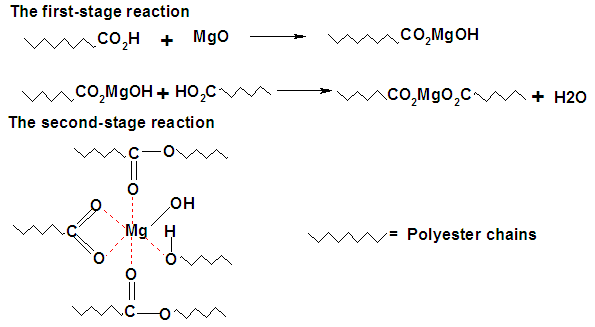 The first-stage reaction
CO₂H + MgO CO₂MgOH
CO₂MgOH + HO₂C CO₂MgO₂C + H2O
The second-stage reaction
C O
O
O OH
C Mg H
O O
O
C O
= Polyester chains